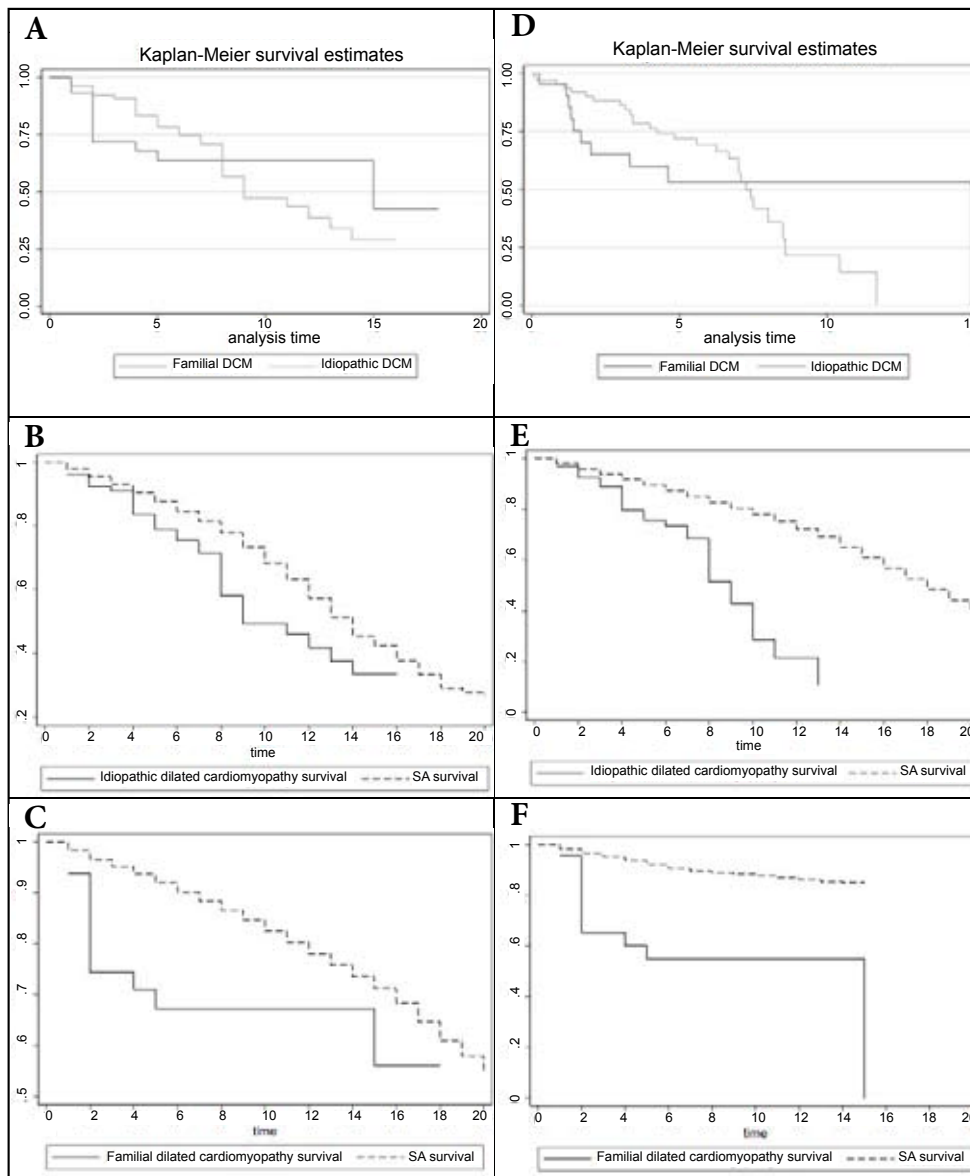 A
Kaplan-Meier survival estimates
1.00
0.75
0.50
0.25
0.00
0 5 10 15 20
analysis time
Familial DCM Idiopathic DCM
D
Kaplan-Meier survival estimates
1.00
0.75
0.50
0.25
0.00
0 5 10
analysis time
Familial DCM Idiopathic DCM
B
1
.8
.6
.4
.2
0 2 4 6 8 10 12 14 16 18 20
time
Idiopathic dilated cardiomyopathy survival SA survival
E
1
.8
.6
.4
.2
0
0 2 4 6 8 10 12 14 16 18 20
time
Idiopathic dilated cardiomyopathy survival SA survival
C
1
.9
.8
.7
.6
.5
0 2 4 6 8 10 12 14 16 18 20
time
Familial dilated cardiomyopathy survival SA survival
F
1
.8
.6
.4
.2
0
0 2 4 6 8 10 12 14 16 18 20
time
Familial dilated cardiomyopathy survival SA survival